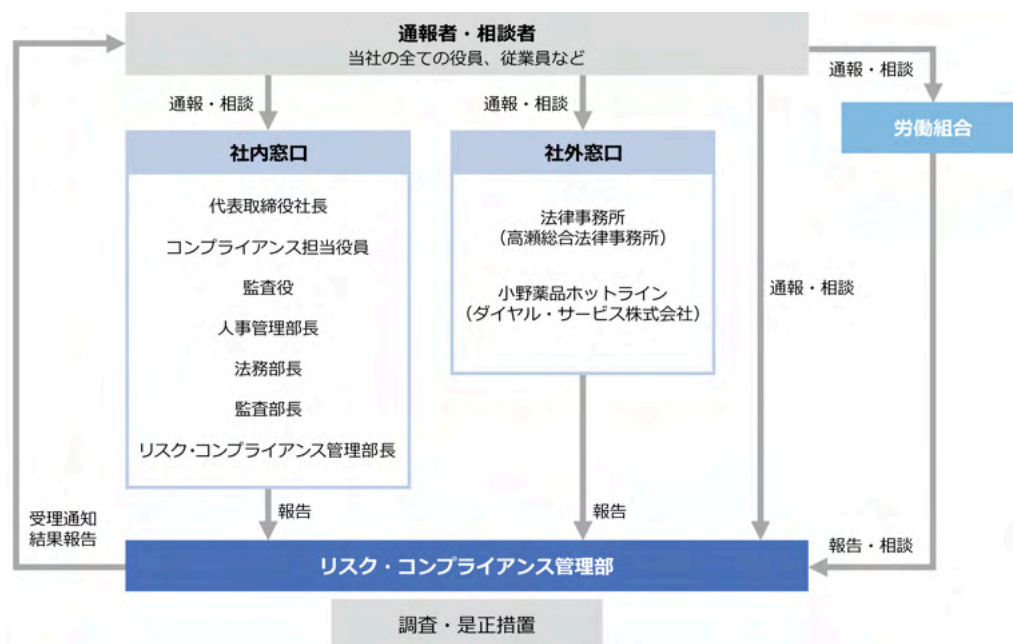 通報者・相談者
当社の全ての役員、従業員など
通報・相談
通報・相談
通報・相談
労働組合
社内窓口
代表取締役社長
コンプライアンス担当役員
監査役
人事管理部長
法務部長
監査部長
リスク・コンプライアンス管理部長
社外窓口
法律事務所
（高瀬総合法律事務所）
小野薬品ホットライン
（ダイヤル・サービス株式会社）
通報・相談
受理通知
結果報告
報告
報告
報告・相談
リスク・コンプライアンス管理部
調査・是正措置